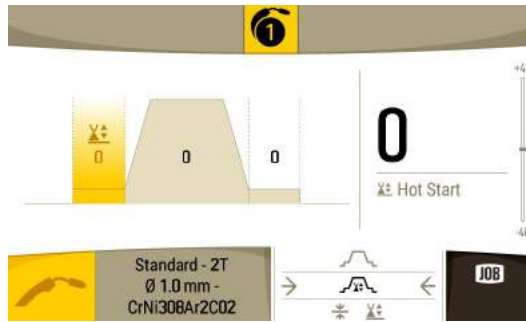 1
+4
0
0
0
0
Hot Start
-4
Standard - 2T
Ø 1.0 mm -
CrNi308Ar2CO2
JOB